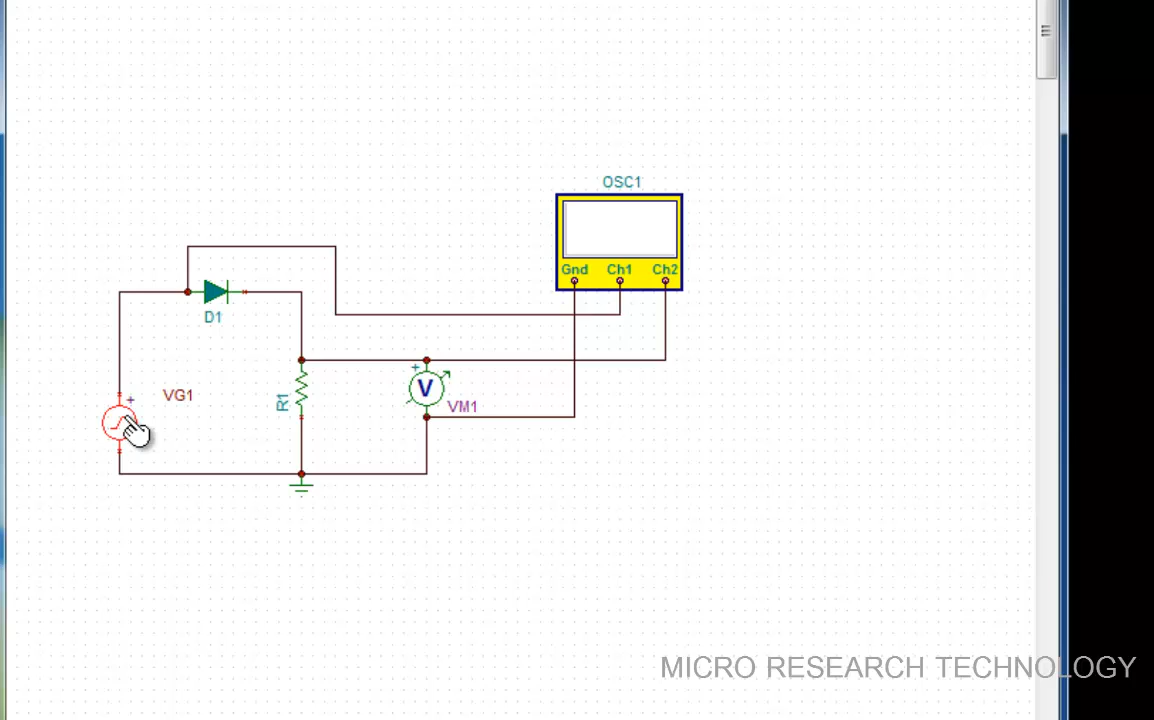 OSC1
Gnd Ch1 Ch2
D1
+
VG1
+
R1
+
V
VM1
MICRO RESEARCH TECHNOLOGY